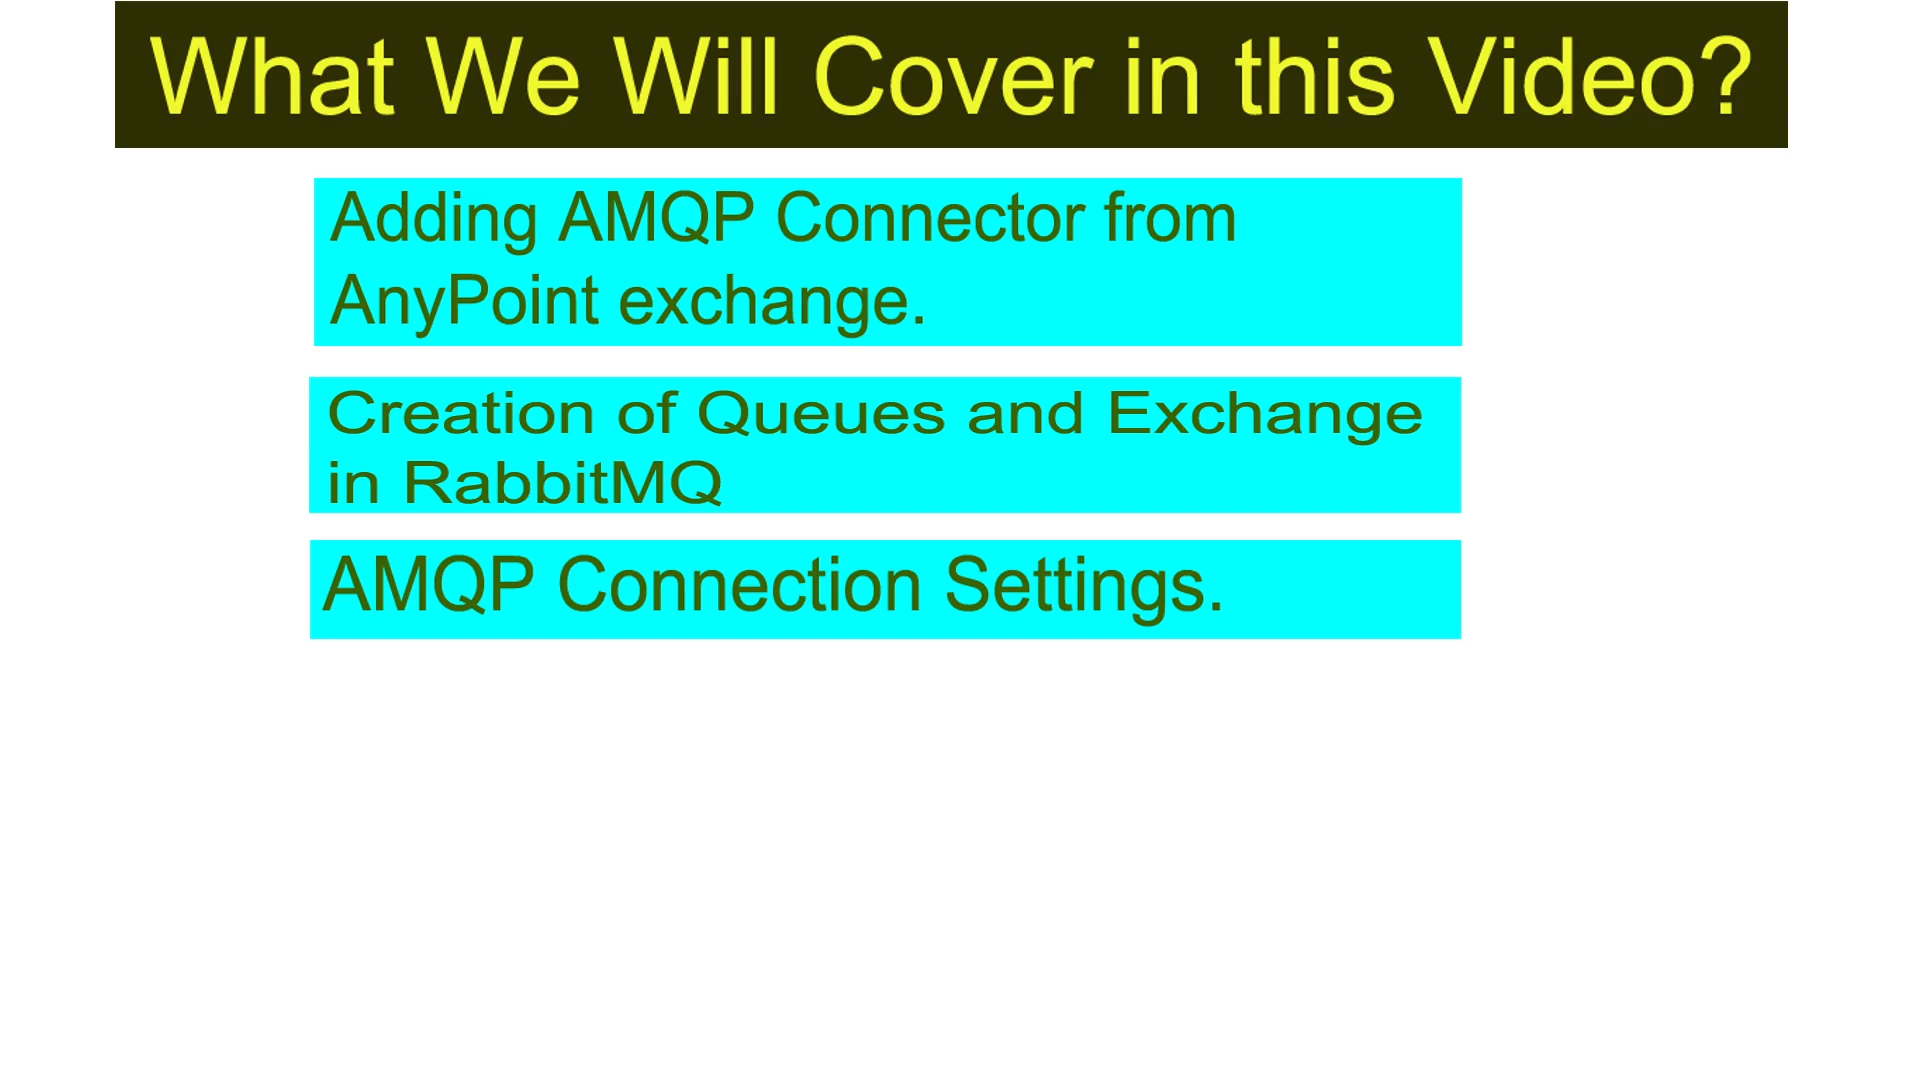 What We Will Cover in this Video?
Adding AMQP Connector from
AnyPoint exchange.
Creation of Queues and Exchange
in RabbitMQ
AMQP Connection Settings.